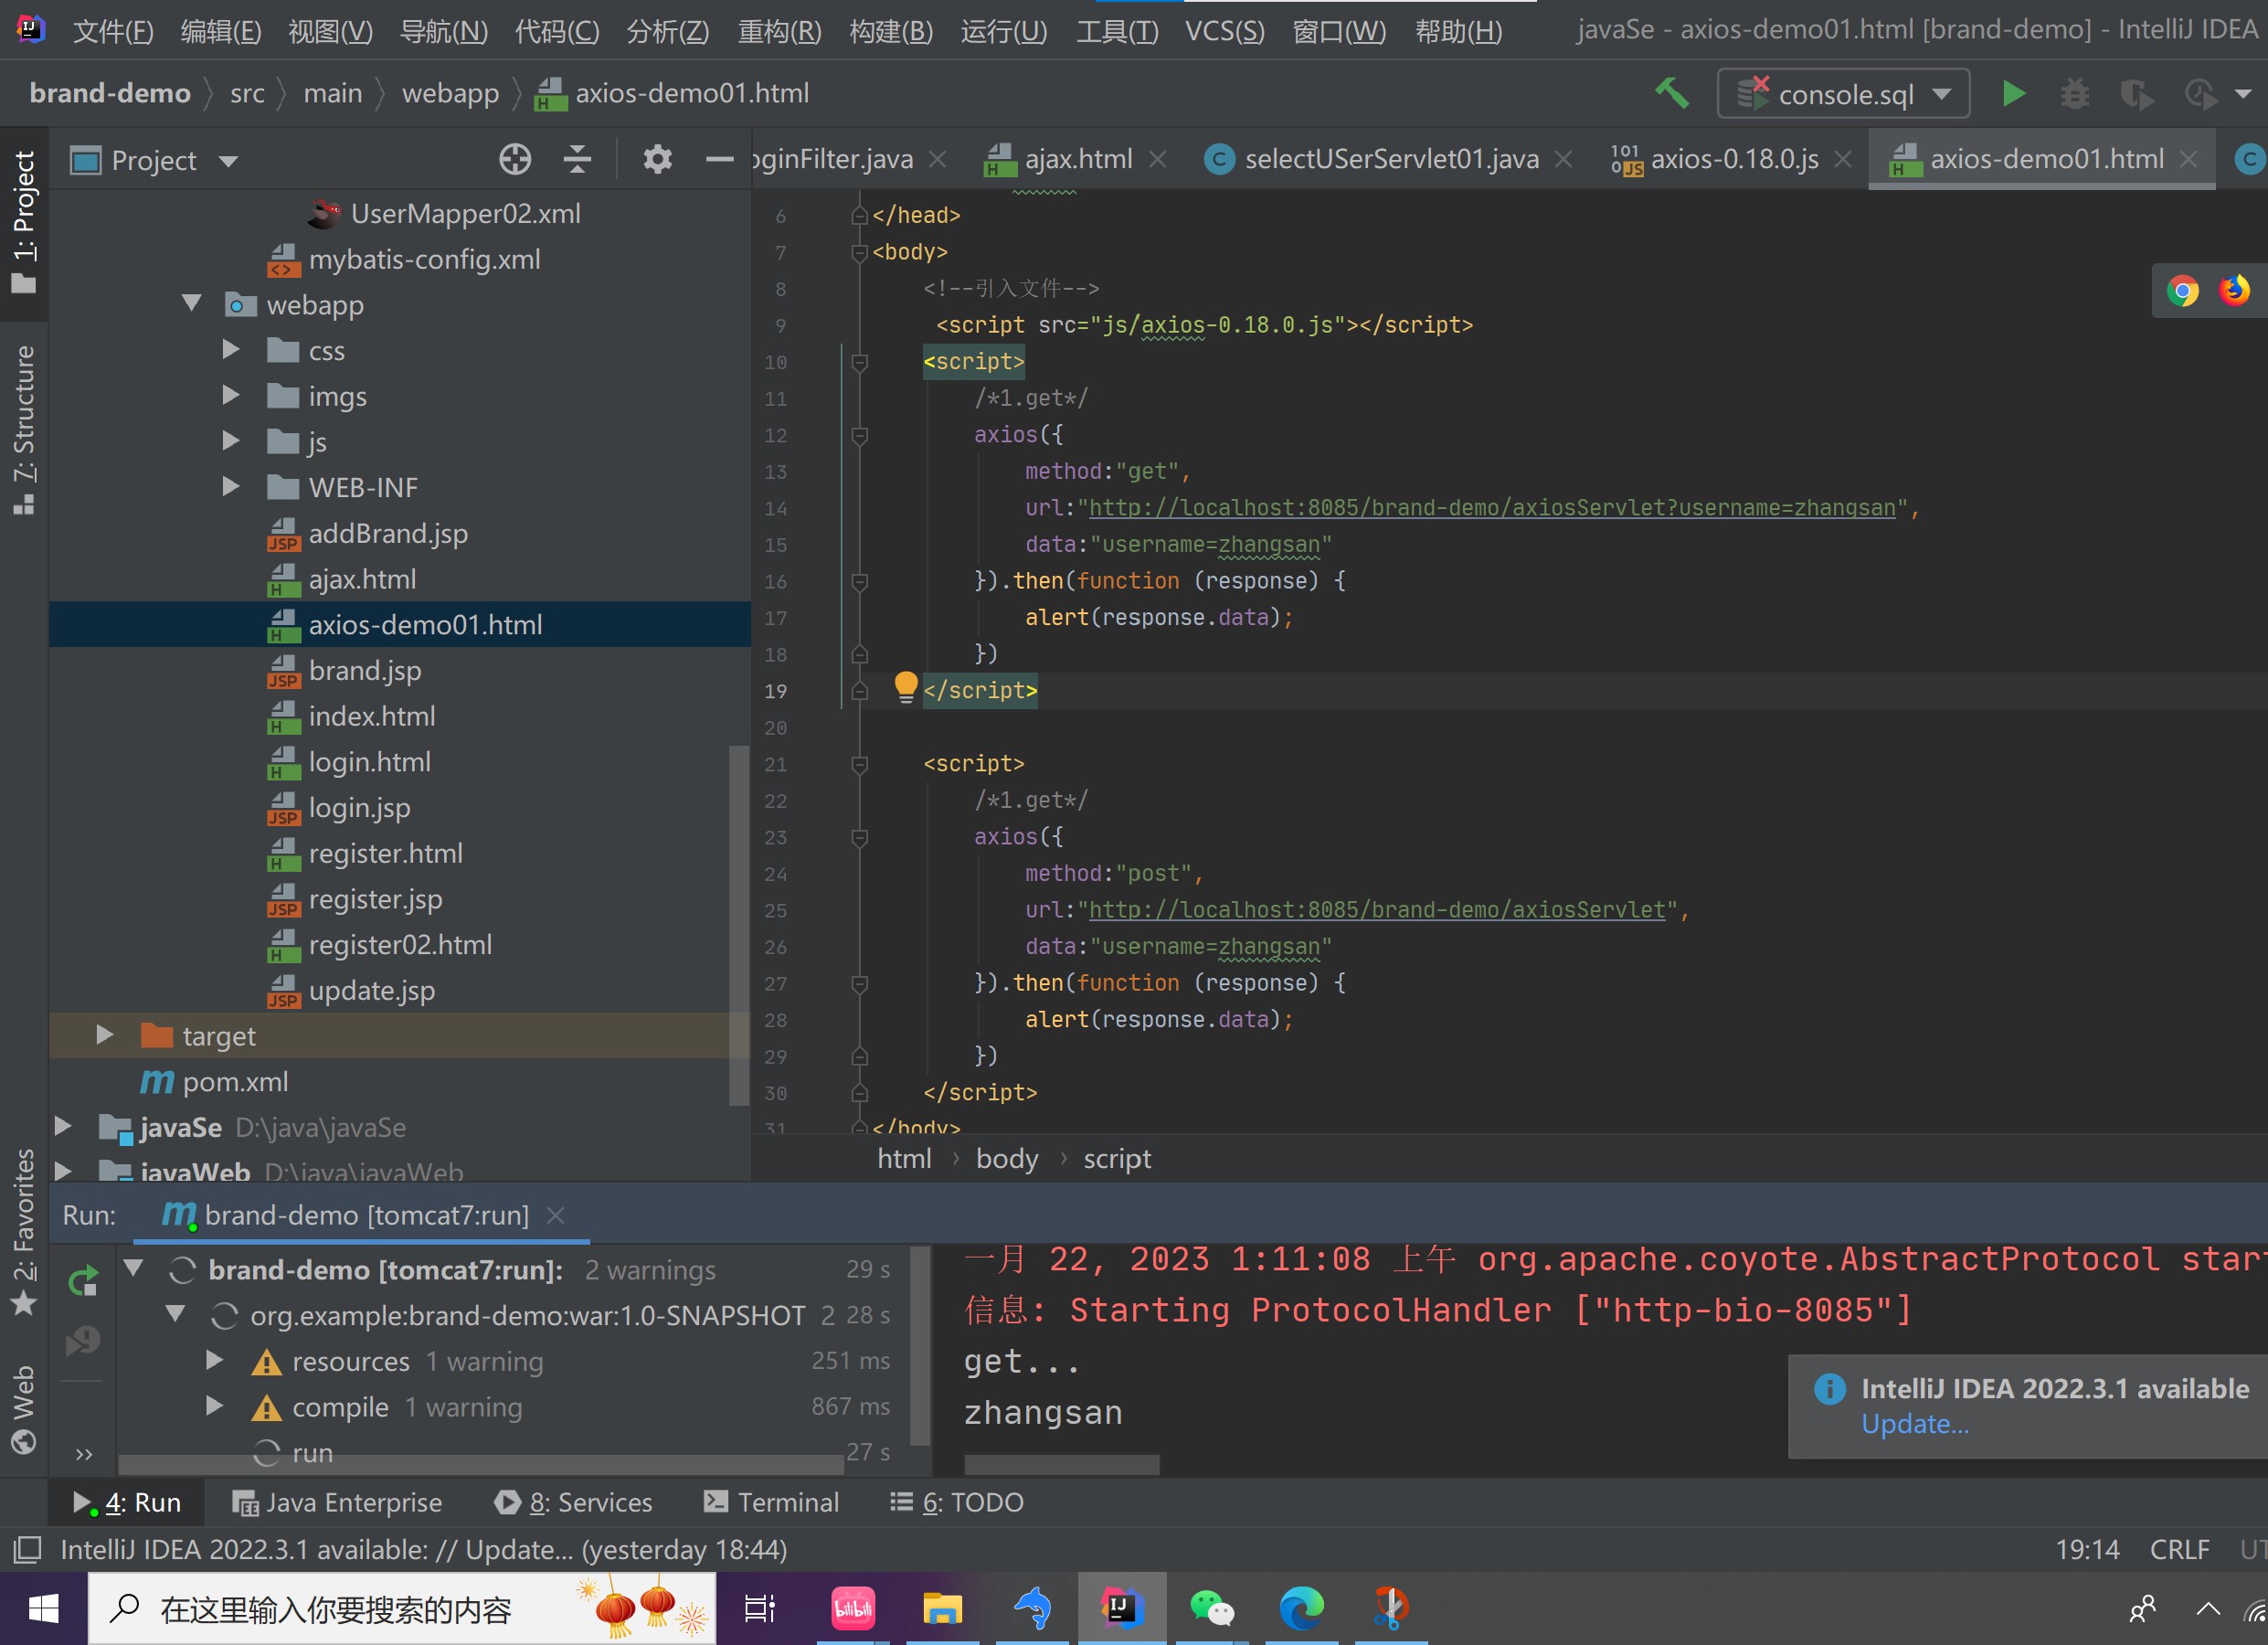 文件(F) 编辑(E) 视图(V) 导航(N) 代码(C) 分析(Z) 重构(R) 构建(B) 运行(U) 工具(T) VCS(S) 窗口(W) 帮助(H) javaSe - axios-demo01.html [brand-demo] - IntelliJ IDEA
brand-demo src main webapp axios-demo01.html console.sql
Project
oginFilter.java ajax.html selectUSerServlet01.java axios-0.18.0.js axios-demo01.html
1: Project
7: Structure
2: Favorites
Web
UserMapper02.xml
mybatis-config.xml
webapp
css
imgs
js
WEB-INF
addBrand.jsp
ajax.html
axios-demo01.html
brand.jsp
index.html
login.html
login.jsp
register.html
register.jsp
register02.html
update.jsp
target
pom.xml
javaSe D:\java\javaSe
javaWeb D:\java\javaWeb
6 </head>
7 <body>
8 <!--引入文件-->
9 <script src="js/axios-0.18.0.js"></script>
10 <script>
11 /*1.get*/
12 axios({
13 method:"get",
14 url:"http://localhost:8085/brand-demo/axiosServlet?username=zhangsan",
15 data:"username=zhangsan"
16 }).then(function (response) {
17 alert(response.data);
18 })
19 </script>
20
21 <script>
22 /*1.get*/
23 axios({
24 method:"post",
25 url:"http://localhost:8085/brand-demo/axiosServlet",
26 data:"username=zhangsan"
27 }).then(function (response) {
28 alert(response.data);
29 })
30 </script>
31 </body>
html › body › script
Run: brand-demo [tomcat7:run]
brand-demo [tomcat7:run]: 2 warnings 29 s
org.example:brand-demo:war:1.0-SNAPSHOT 2 28 s
resources 1 warning 251 ms
compile 1 warning 867 ms
run 27 s
一月 22, 2023 1:11:08 上午 org.apache.coyote.AbstractProtocol star
信息: Starting ProtocolHandler ["http-bio-8085"]
get...
zhangsan
IntelliJ IDEA 2022.3.1 available
Update...
4: Run Java Enterprise 8: Services Terminal 6: TODO
IntelliJ IDEA 2022.3.1 available: // Update... (yesterday 18:44) 19:14 CRLF UT
在这里输入你要搜索的内容 bilibili